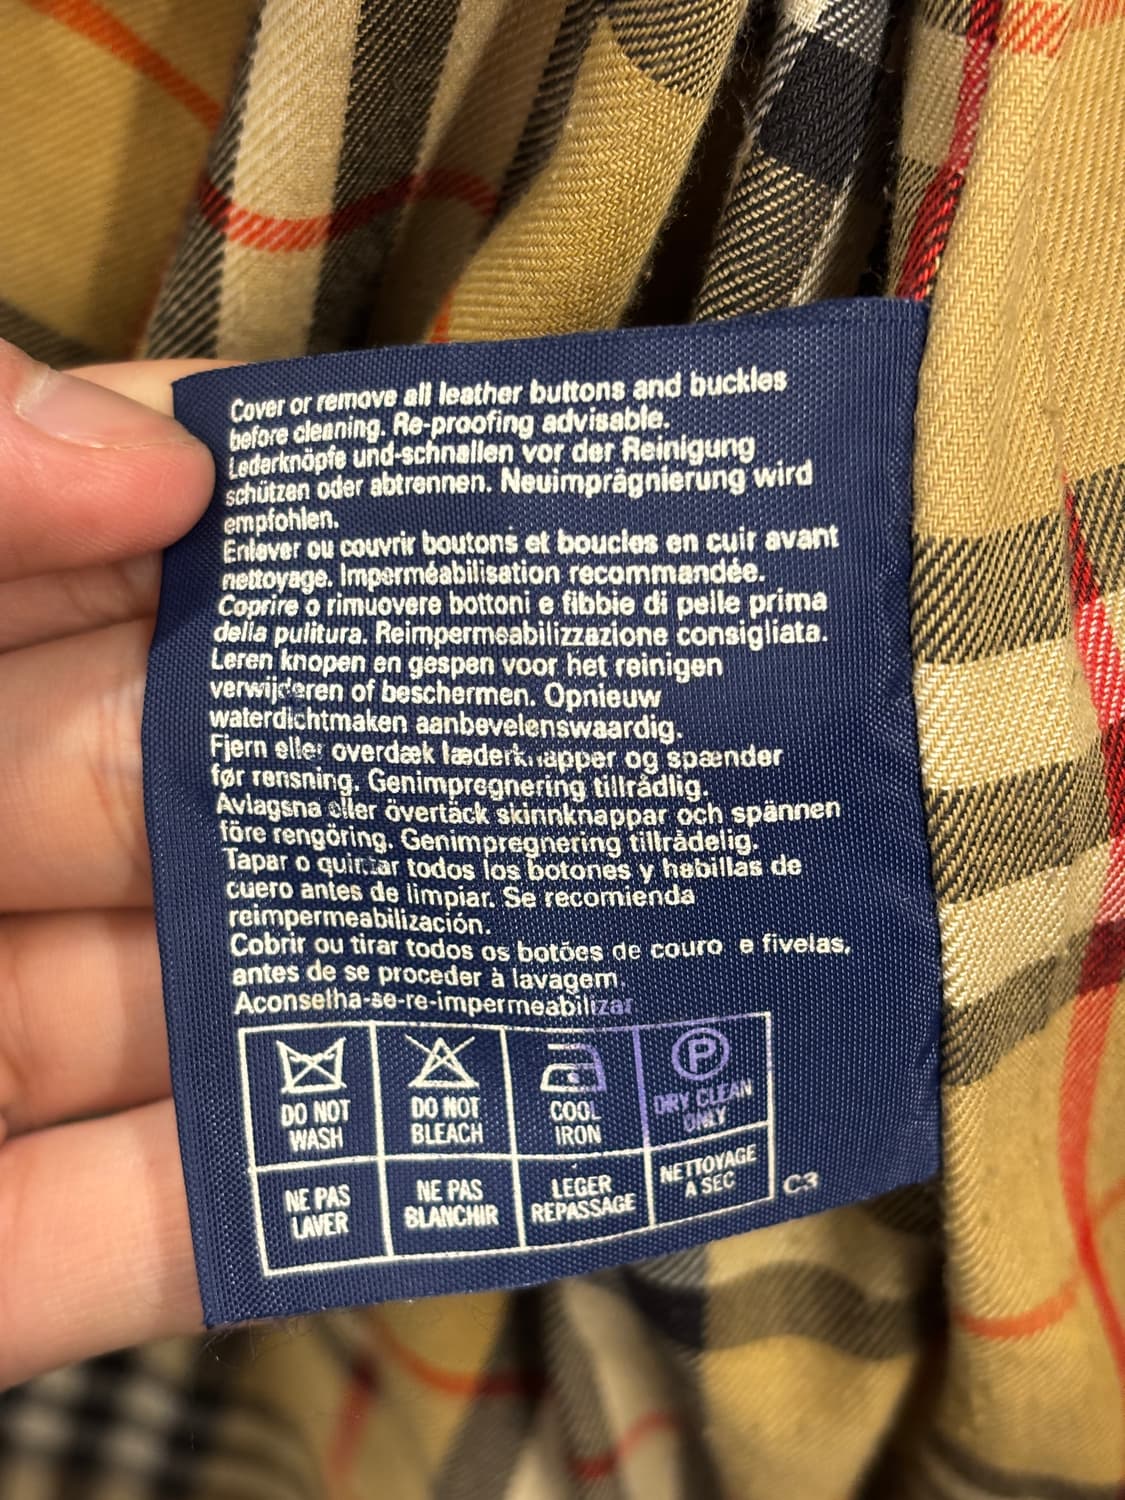 Cover or remove all leather buttons and buckles
before cleaning. Re-proofing advisable.
Lederknöpfe und-schnallen vor der Reinigung
schützen oder abtrennen. Neuimprägnierung wird
empfohlen.
Enlever ou couvrir boutons et boucles en cuir avant
nettoyage. Imperméabilisation recommandée.
Coprire o rimuovere bottoni e fibbie di pelle prima
della pulitura. Reimpermeabilizzazione consigliata.
Leren knopen en gespen voor het reinigen
verwijderen of beschermen. Opnieuw
waterdichtmaken aanbevelenswaardig.
Fjern eller overdæk læderknapper og spænder
før rensning. Genimprægnering tillrådlig.
Avlagsna eller övertäck skinnknappar och spännen
före rengöring. Genimpregnering tillrådelig.
Tapar o quitar todos los botones y hebillas de
cuero antes de limpiar. Se recomienda
reimpermeabilización.
Cobrir ou tirar todos os botões de couro e fivelas,
antes de se proceder à lavagem.
Aconselha-se-re-impermeabilizar
P
DO NOT WASH
DO NOT BLEACH
COOL IRON
DRY CLEAN ONLY
NE PAS LAVER
NE PAS BLANCHIR
LEGER REPASSAGE
NETTOYAGE A SEC
C3